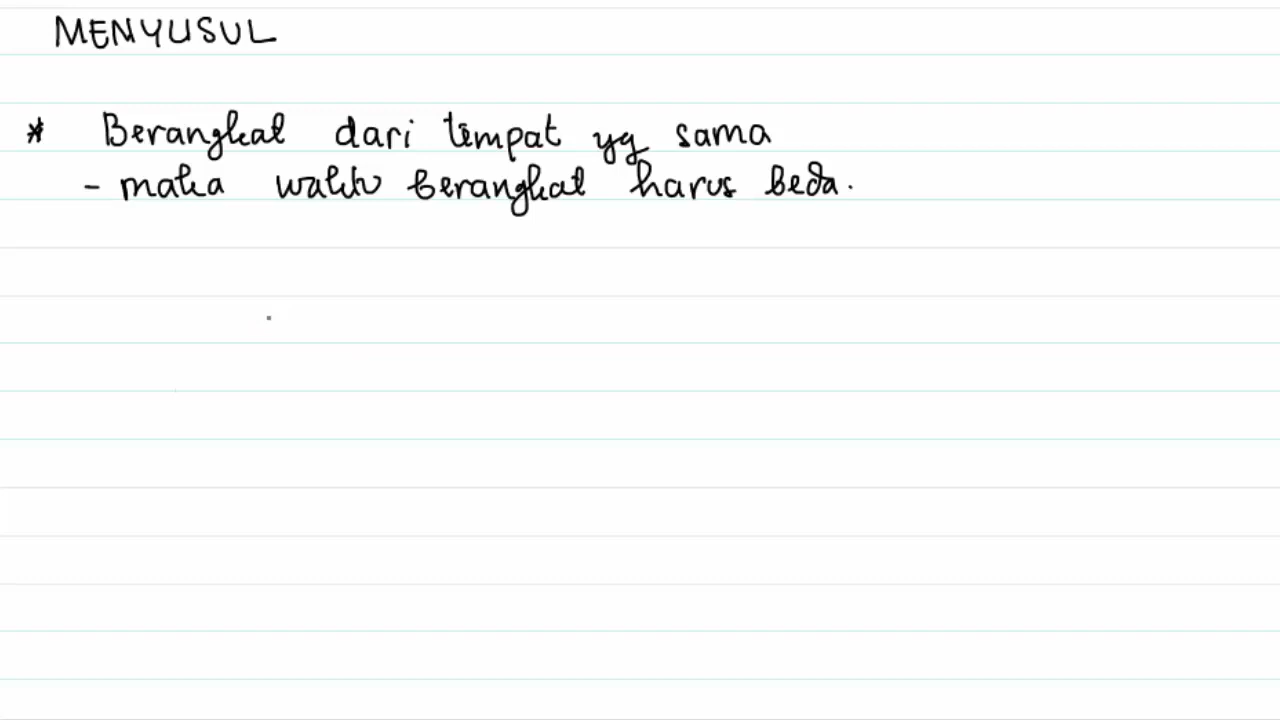 MENYUSUL
* Berangkat dari tempat yg sama
- maka waktu berangkat harus beda.